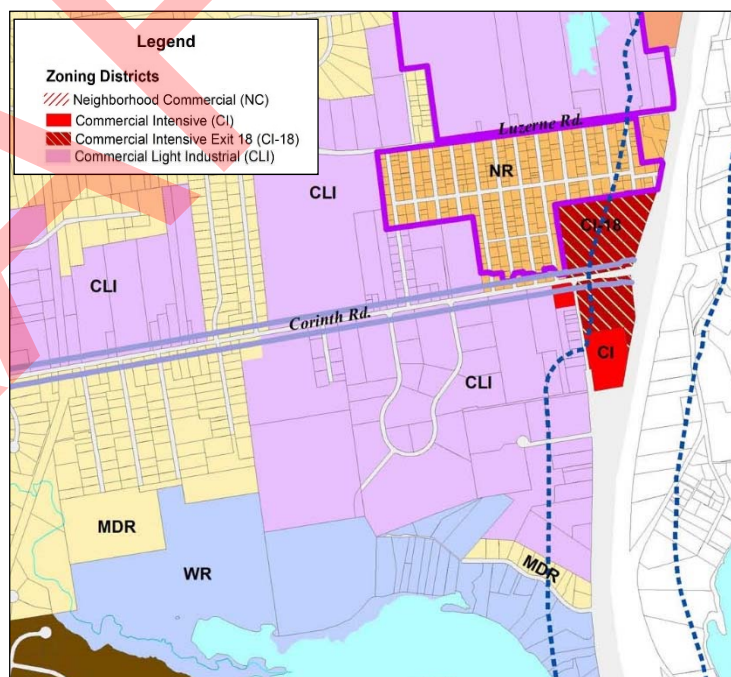 Legend
Zoning Districts
Neighborhood Commercial (NC)
Commercial Intensive (CI)
Commercial Intensive Exit 18 (CI-18)
Commercial Light Industrial (CLI)
Luzerne Rd.
NR
CLI
CI-18
CLI
Corinth Rd.
CI
CLI
MDR
WR
MDR